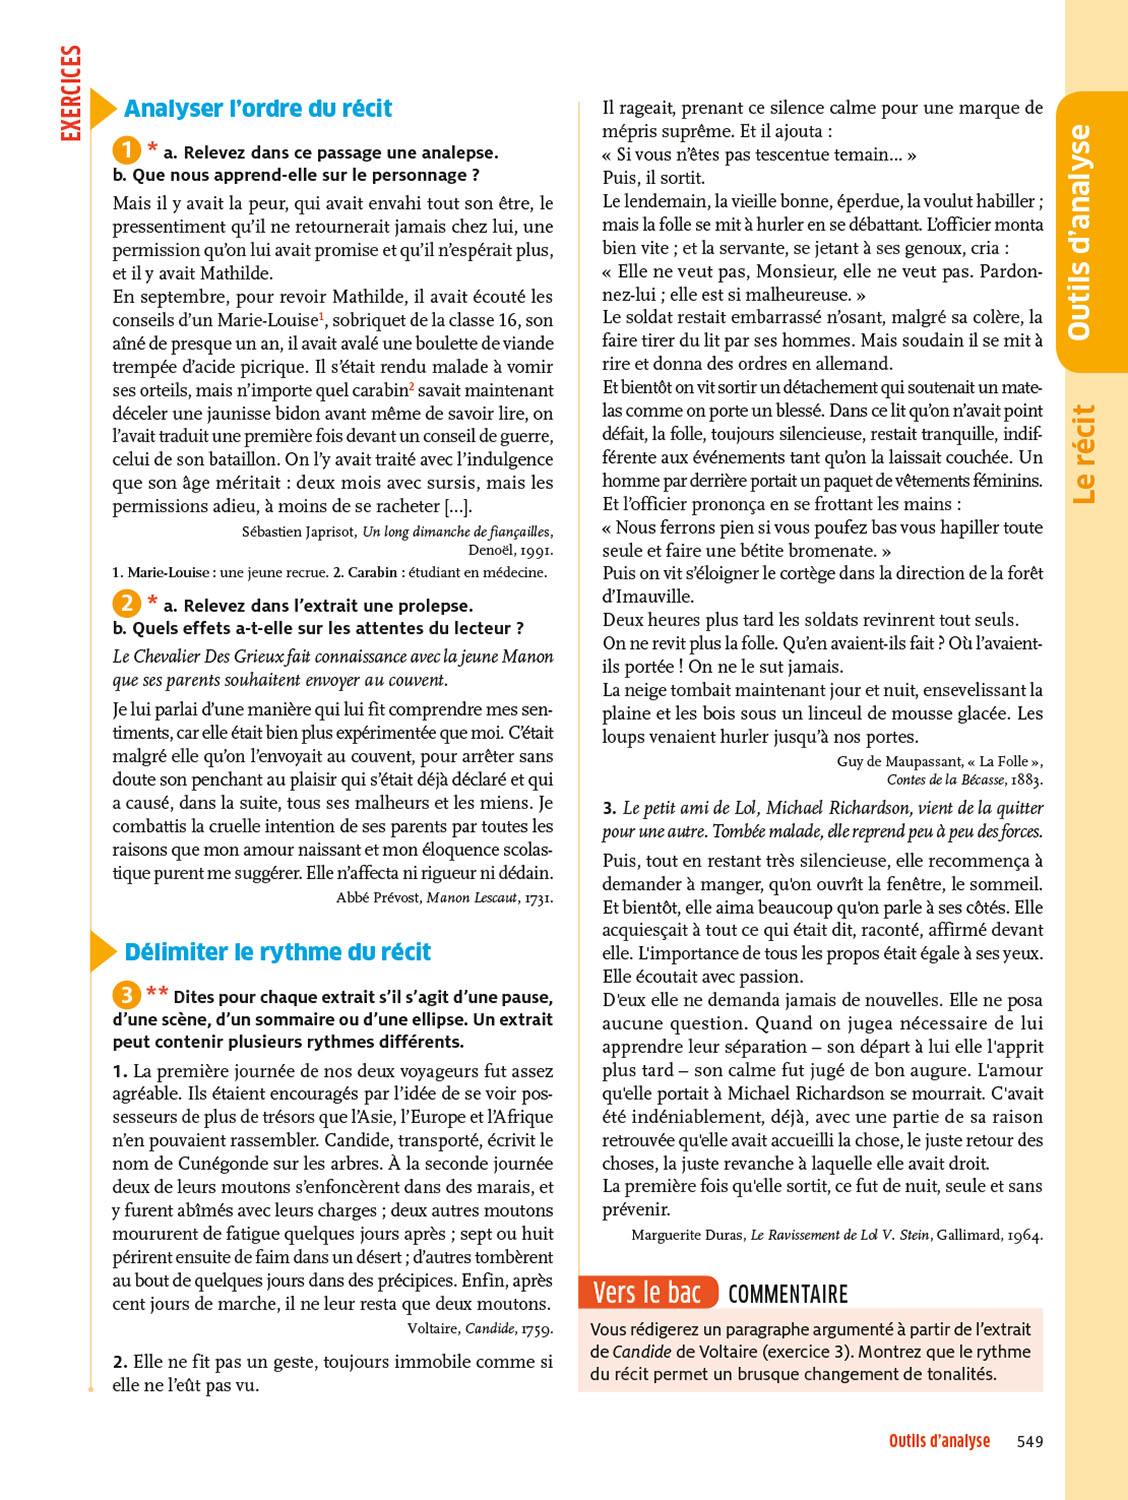 EXERCICES
Analyser l'ordre du récit
1 * a. Relevez dans ce passage une analepse.
b. Que nous apprend-elle sur le personnage ?
Mais il y avait la peur, qui avait envahi tout son être, le
pressentiment qu'il ne retournerait jamais chez lui, une
permission qu'on lui avait promise et qu'il n'espérait plus,
et il y avait Mathilde.
En septembre, pour revoir Mathilde, il avait écouté les
conseils d'un Marie-Louise1, sobriquet de la classe 16, son
aîné de presque un an, il avait avalé une boulette de viande
trempée d'acide picrique. Il s'était rendu malade à vomir
ses orteils, mais n'importe quel carabin2 savait maintenant
déceler une jaunisse bidon avant même de savoir lire, on
l'avait traduit une première fois devant un conseil de guerre,
celui de son bataillon. On l'y avait traité avec l'indulgence
que son âge méritait : deux mois avec sursis, mais les
permissions adieu, à moins de se racheter [...].
Sébastien Japrisot, Un long dimanche de fiançailles,
Denoël, 1991.
1. Marie-Louise : une jeune recrue. 2. Carabin : étudiant en médecine.
2 * a. Relevez dans l'extrait une prolepse.
b. Quels effets a-t-elle sur les attentes du lecteur ?
Le Chevalier Des Grieux fait connaissance avec la jeune Manon
que ses parents souhaitent envoyer au couvent.
Je lui parlai d'une manière qui lui fit comprendre mes sen-
timents, car elle était bien plus expérimentée que moi. C'était
malgré elle qu'on l'envoyait au couvent, pour arrêter sans
doute son penchant au plaisir qui s'était déjà déclaré et qui
a causé, dans la suite, tous ses malheurs et les miens. Je
combattis la cruelle intention de ses parents par toutes les
raisons que mon amour naissant et mon éloquence scolas-
tique purent me suggérer. Elle n'affecta ni rigueur ni dédain.
Abbé Prévost, Manon Lescaut, 1731.
Délimiter le rythme du récit
3 ** Dites pour chaque extrait s'il s'agit d'une pause,
d'une scène, d'un sommaire ou d'une ellipse. Un extrait
peut contenir plusieurs rythmes différents.
1. La première journée de nos deux voyageurs fut assez
agréable. Ils étaient encouragés par l'idée de se voir pos-
sesseurs de plus de trésors que l'Asie, l'Europe et l'Afrique
n'en pouvaient rassembler. Candide, transporté, écrivit le
nom de Cunégonde sur les arbres. À la seconde journée
deux de leurs moutons s'enfoncèrent dans des marais, et
y furent abîmés avec leurs charges ; deux autres moutons
moururent de fatigue quelques jours après ; sept ou huit
périrent ensuite de faim dans un désert ; d'autres tombèrent
au bout de quelques jours dans des précipices. Enfin, après
cent jours de marche, il ne leur resta que deux moutons.
Voltaire, Candide, 1759.
2. Elle ne fit pas un geste, toujours immobile comme si
elle ne l'eût pas vu.
Il rageait, prenant ce silence calme pour une marque de
mépris suprême. Et il ajouta :
« Si vous n'êtes pas tescentue temain... »
Puis, il sortit.
Le lendemain, la vieille bonne, éperdue, la voulut habiller ;
mais la folle se mit à hurler en se débattant. L'officier monta
bien vite ; et la servante, se jetant à ses genoux, cria :
« Elle ne veut pas, Monsieur, elle ne veut pas. Pardon-
nez-lui ; elle est si malheureuse. »
Le soldat restait embarrassé n'osant, malgré sa colère, la
faire tirer du lit par ses hommes. Mais soudain il se mit à
rire et donna des ordres en allemand.
Et bientôt on vit sortir un détachement qui soutenait un mate-
las comme on porte un blessé. Dans ce lit qu'on n'avait point
défait, la folle, toujours silencieuse, restait tranquille, indif-
férente aux événements tant qu'on la laissait couchée. Un
homme par derrière portait un paquet de vêtements féminins.
Et l'officier prononça en se frottant les mains :
« Nous ferrons pien si vous poufez bas vous hapiller toute
seule et faire une bétite bromenate. »
Puis on vit s'éloigner le cortège dans la direction de la forêt
d'Imauville.
Deux heures plus tard les soldats revinrent tout seuls.
On ne revit plus la folle. Qu'en avaient-ils fait ? Où l'avaient-
ils portée ! On ne le sut jamais.
La neige tombait maintenant jour et nuit, ensevelissant la
plaine et les bois sous un linceul de mousse glacée. Les
loups venaient hurler jusqu'à nos portes.
Guy de Maupassant, « La Folle »,
Contes de la Bécasse, 1883.
3. Le petit ami de Lol, Michael Richardson, vient de la quitter
pour une autre. Tombée malade, elle reprend peu à peu des forces.
Puis, tout en restant très silencieuse, elle recommença à
demander à manger, qu'on ouvrît la fenêtre, le sommeil.
Et bientôt, elle aima beaucoup qu'on parle à ses côtés. Elle
acquiesçait à tout ce qui était dit, raconté, affirmé devant
elle. L'importance de tous les propos était égale à ses yeux.
Elle écoutait avec passion.
D'eux elle ne demanda jamais de nouvelles. Elle ne posa
aucune question. Quand on jugea nécessaire de lui
apprendre leur séparation – son départ à lui elle l'apprit
plus tard – son calme fut jugé de bon augure. L'amour
qu'elle portait à Michael Richardson se mourrait. C'avait
été indéniablement, déjà, avec une partie de sa raison
retrouvée qu'elle avait accueilli la chose, le juste retour des
choses, la juste revanche à laquelle elle avait droit.
La première fois qu'elle sortit, ce fut de nuit, seule et sans
prévenir.
Marguerite Duras, Le Ravissement de Lol V. Stein, Gallimard, 1964.
Vers le bac COMMENTAIRE
Vous rédigerez un paragraphe argumenté à partir de l'extrait
de Candide de Voltaire (exercice 3). Montrez que le rythme
du récit permet un brusque changement de tonalités.
Outils d'analyse
Le récit
Outils d'analyse 549